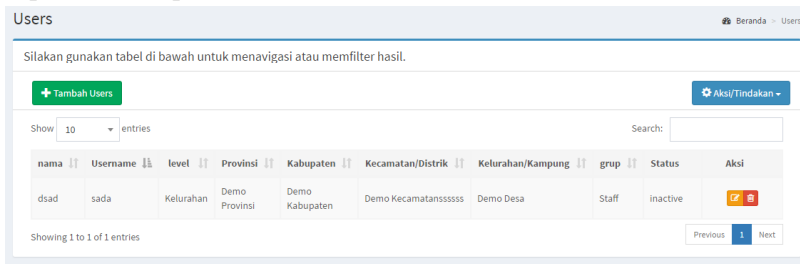 Users
Beranda > Users
Silakan gunakan tabel di bawah untuk menavigasi atau memfilter hasil.
Tambah Users
Aksi/Tindakan
Show 10 entries
Search:
nama Username level Provinsi Kabupaten Kecamatan/Distrik Kelurahan/Kampung grup Status Aksi
dsad sada Kelurahan Demo Provinsi Demo Kabupaten Demo Kecamatanssssss Demo Desa Staff inactive
Showing 1 to 1 of 1 entries
Previous 1 Next